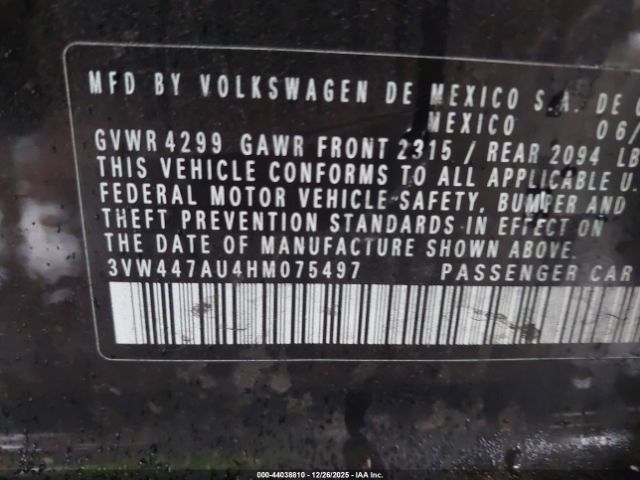 MFD BY VOLKSWAGEN DE MEXICO S.A. DE
MEXICO 06/
GVWR 4299 GAWR FRONT 2315 / REAR 2094 LB
THIS VEHICLE CONFORMS TO ALL APPLICABLE U
FEDERAL MOTOR VEHICLE SAFETY, BUMPER AND
THEFT PREVENTION STANDARDS IN EFFECT ON
THE DATE OF MANUFACTURE SHOWN ABOVE.
3VW447AU4HM075497 PASSENGER CAR
000-44038810 - 12/26/2025 - IAAI.COM